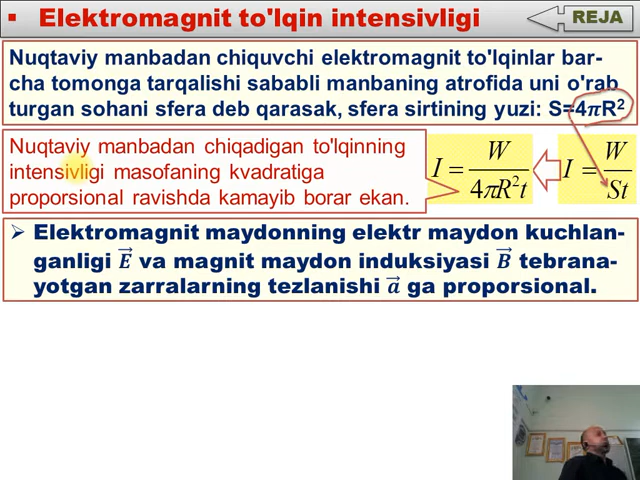 ▪ Elektromagnit to'lqin intensivligi
REJA
Nuqtaviy manbadan chiquvchi elektromagnit to'lqinlar bar-
cha tomonga tarqalishi sababli manbaning atrofida uni o'rab
turgan sohani sfera deb qarasak, sfera sirtining yuzi: S=4πR²
Nuqtaviy manbadan chiqadigan to'lqinning
intensivligi masofaning kvadratiga
proporsional ravishda kamayib borar ekan.
I = W / 4πR²t
I = W / St
➢ Elektromagnit maydonning elektr maydon kuchlan-
ganligi E⃗ va magnit maydon induksiyasi B⃗ tebrana-
yotgan zarralarning tezlanishi a⃗ ga proporsional.